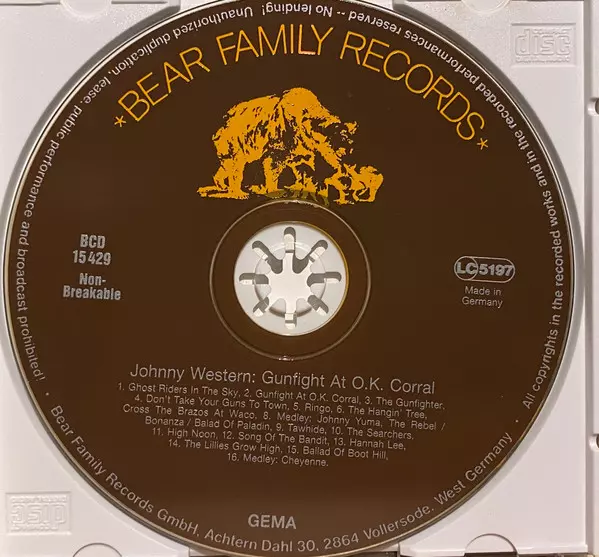 *BEAR FAMILY RECORDS*
BCD
15 429
Non-
Breakable
LC 5197
Made in
Germany
Johnny Western: Gunfight At O.K. Corral
1. Ghost Riders In The Sky, 2. Gunfight At O.K. Corral, 3. The Gunfighter,
4. Don't Take Your Guns To Town, 5. Ringo, 6. The Hangin' Tree,
Cross The Brazos At Waco, 8. Medley: Johnny Yuma, The Rebel /
Bonanza / Balad Of Paladin, 9. Tawhide, 10. The Searchers,
11. High Noon, 12. Song Of The Bandit, 13. Hannah Lee,
14. The Lillies Grow High, 15. Ballad Of Boot Hill,
16. Medley: Cheyenne.
GEMA
· Bear Family Records GmbH, Achtern Dahl 30, 2864 Vollersode, West Germany ·
All copyrights in the recorded works and in the recorded performances reserved -- No lending! Unauthorized duplication, lease, public performance and broadcast prohibited!
disc
disc